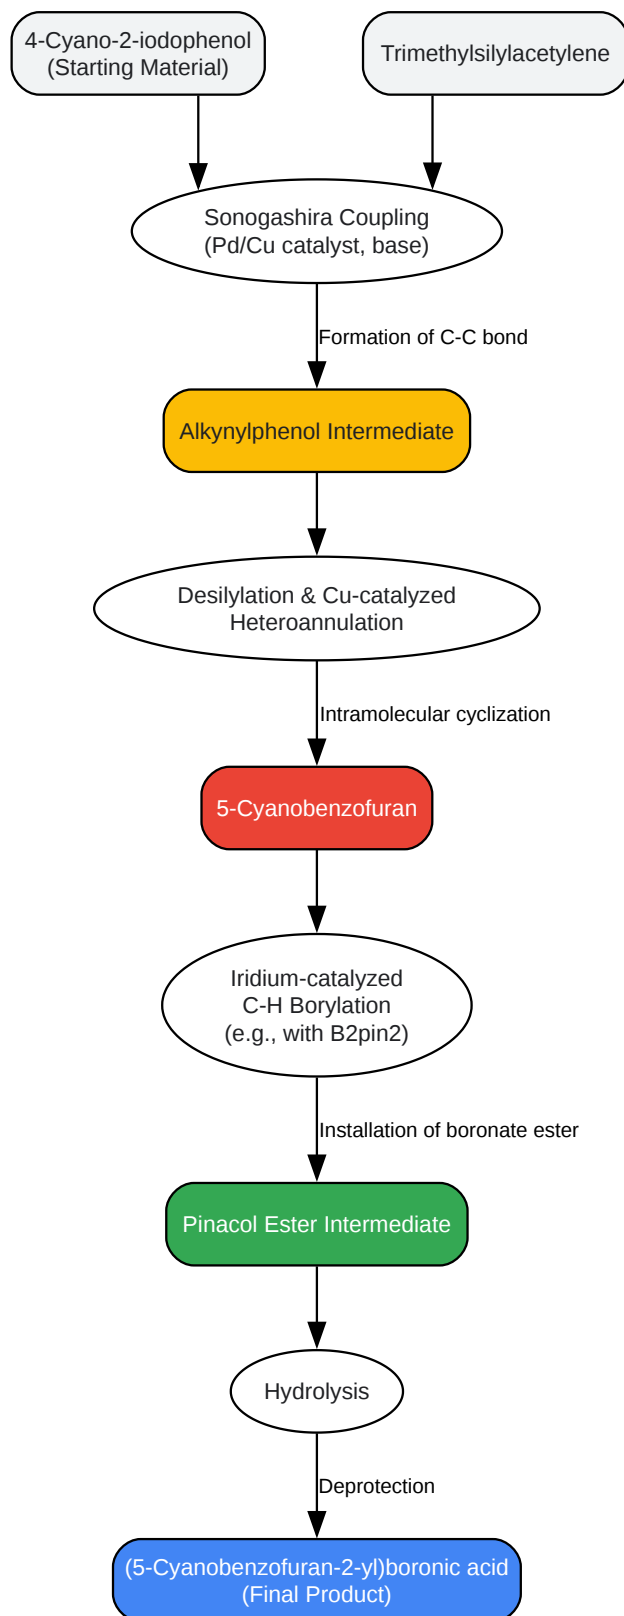 4-Cyano-2-iodophenol
(Starting Material)
Trimethylsilylacetylene
Sonogashira Coupling
(Pd/Cu catalyst, base)
Formation of C-C bond
Alkynylphenol Intermediate
Desilylation & Cu-catalyzed
Heteroannulation
Intramolecular cyclization
5-Cyanobenzofuran
Iridium-catalyzed
C-H Borylation
(e.g., with B2pin2)
Installation of boronate ester
Pinacol Ester Intermediate
Hydrolysis
Deprotection
(5-Cyanobenzofuran-2-yl)boronic acid
(Final Product)